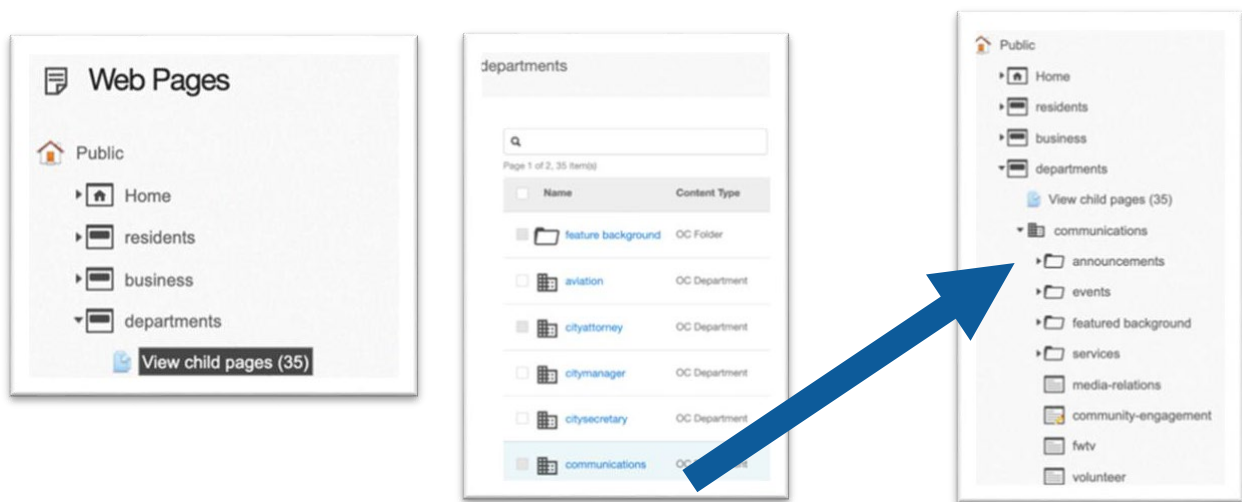 Web Pages
Public
Home
residents
business
departments
View child pages (35)
departments
Page 1 of 2, 35 item(s)
Name Content Type
feature background OC Folder
aviation OC Department
cityattorney OC Department
citymanager OC Department
citysecretary OC Department
communications OC
Public
Home
residents
business
departments
View child pages (35)
communications
announcements
events
featured background
services
media-relations
community-engagement
fwtv
volunteer